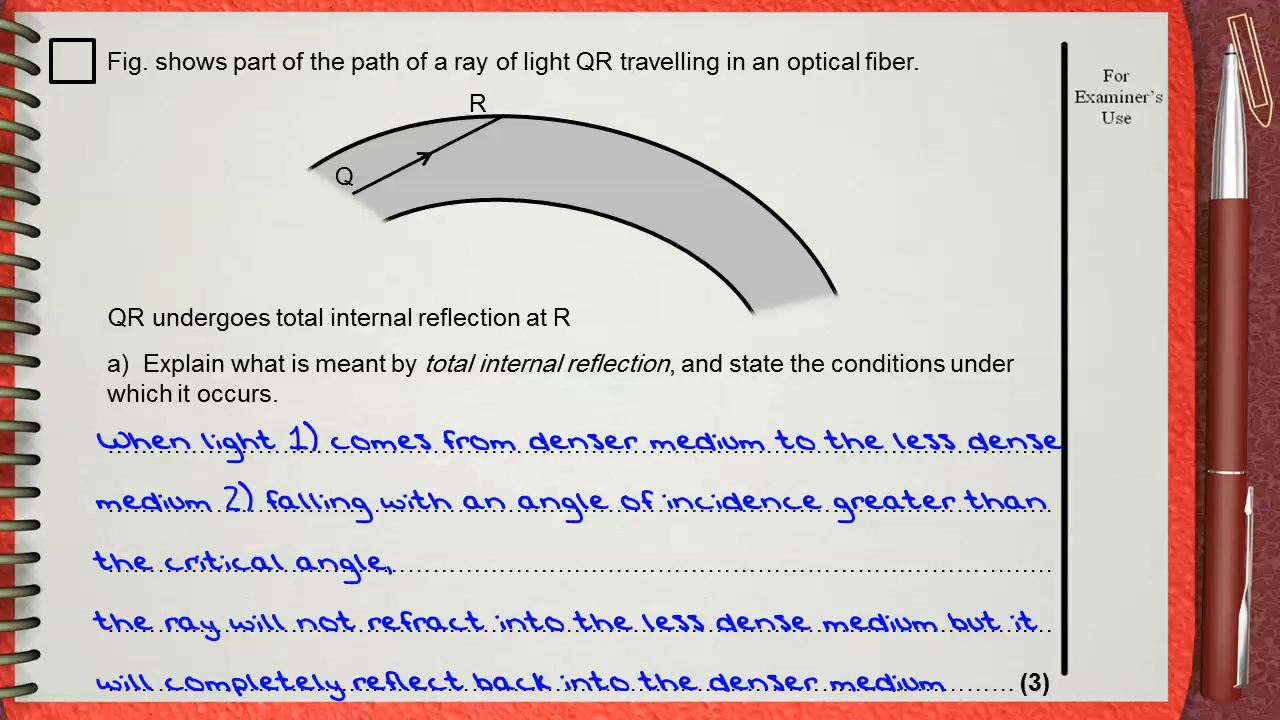 Fig. shows part of the path of a ray of light QR travelling in an optical fiber.
For
Examiner's
Use
R
Q
QR undergoes total internal reflection at R
a) Explain what is meant by total internal reflection, and state the conditions under
which it occurs.
When light 1) comes from denser medium to the less dense
medium 2) falling with an angle of incidence greater than
the critical angle,
the ray will not refract into the less dense medium but it
will completely reflect back into the denser medium
(3)